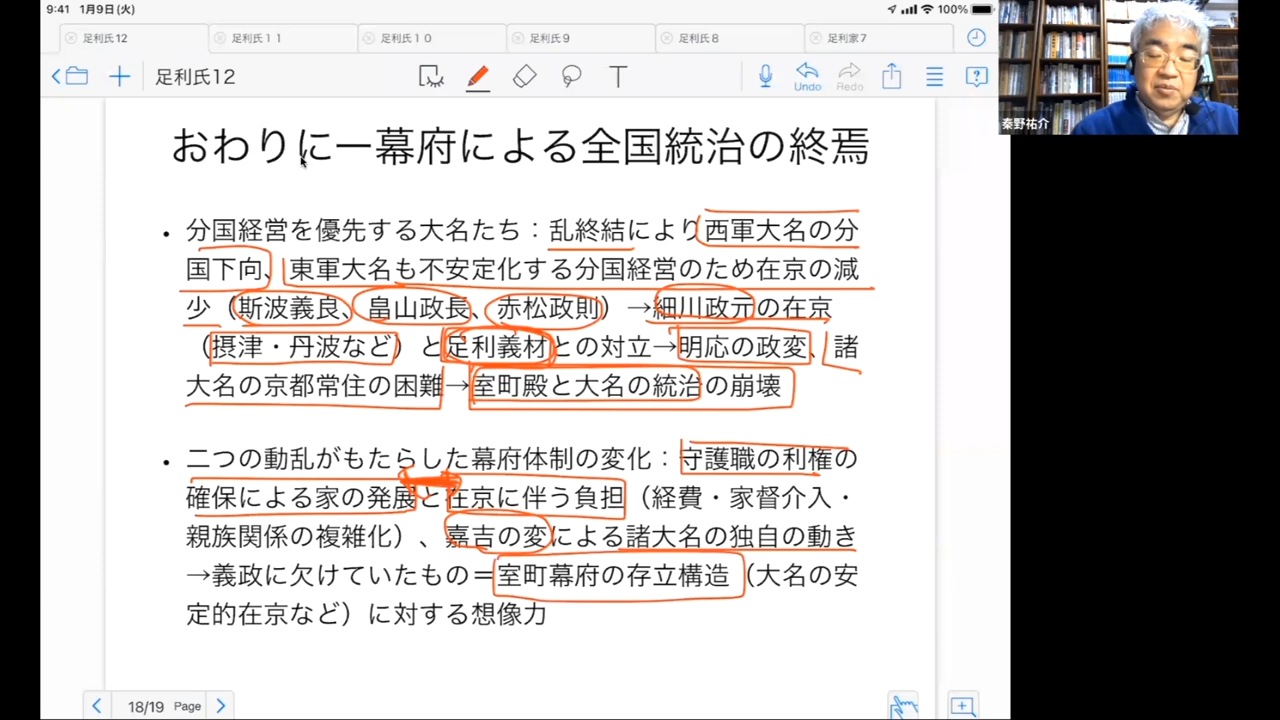 9:41 1月9日(火)
100%
足利氏12
足利氏１１
足利氏１０
足利氏９
足利氏８
足利家7
足利氏12
T
Undo
Redo
秦野祐介
おわりに－幕府による全国統治の終焉
• 分国経営を優先する大名たち：乱終結により西軍大名の分
国下向、東軍大名も不安定化する分国経営のため在京の減
少（斯波義良、畠山政長、赤松政則）→細川政元の在京
（摂津・丹波など）と足利義材との対立→明応の政変、諸
大名の京都常住の困難→室町殿と大名の統治の崩壊
• 二つの動乱がもたらした幕府体制の変化：守護職の利権の
確保による家の発展と在京に伴う負担（経費・家督介入・
親族関係の複雑化）、嘉吉の変による諸大名の独自の動き
→義政に欠けていたもの＝室町幕府の存立構造（大名の安
定的在京など）に対する想像力
18/19 Page